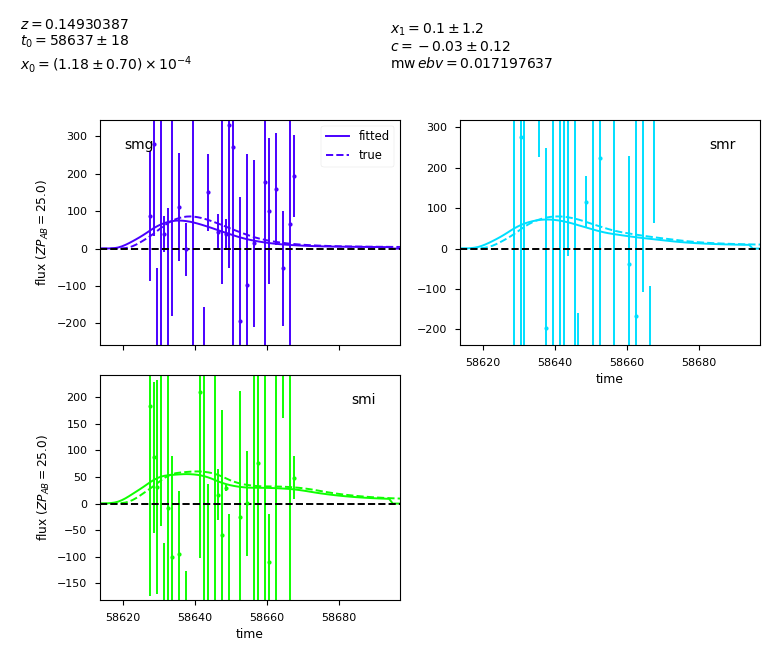 z = 0.14930387
t₀ = 58637 ± 18
x₀ = (1.18 ± 0.70) × 10⁻⁴
x₁ = 0.1 ± 1.2
c = −0.03 ± 0.12
mw ebv = 0.017197637
smg
fitted
true
300
200
100
0
−100
−200
flux (ZP_AB = 25.0)
smr
300
200
100
0
−100
−200
58620 58640 58660 58680
time
smi
200
150
100
50
0
−50
−100
−150
flux (ZP_AB = 25.0)
58620 58640 58660 58680
time